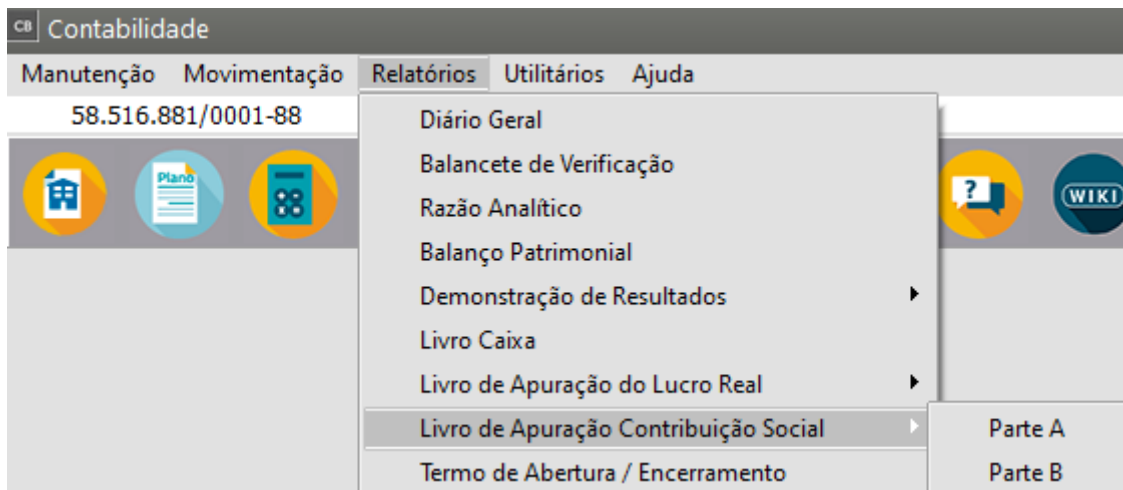 CB Contabilidade
Manutenção Movimentação Relatórios Utilitários Ajuda
58.516.881/0001-88
Diário Geral
Balancete de Verificação
Plano
?
WIKI
Razão Analítico
Balanço Patrimonial
Demonstração de Resultados
Livro Caixa
Livro de Apuração do Lucro Real
Livro de Apuração Contribuição Social
Parte A
Termo de Abertura / Encerramento
Parte B